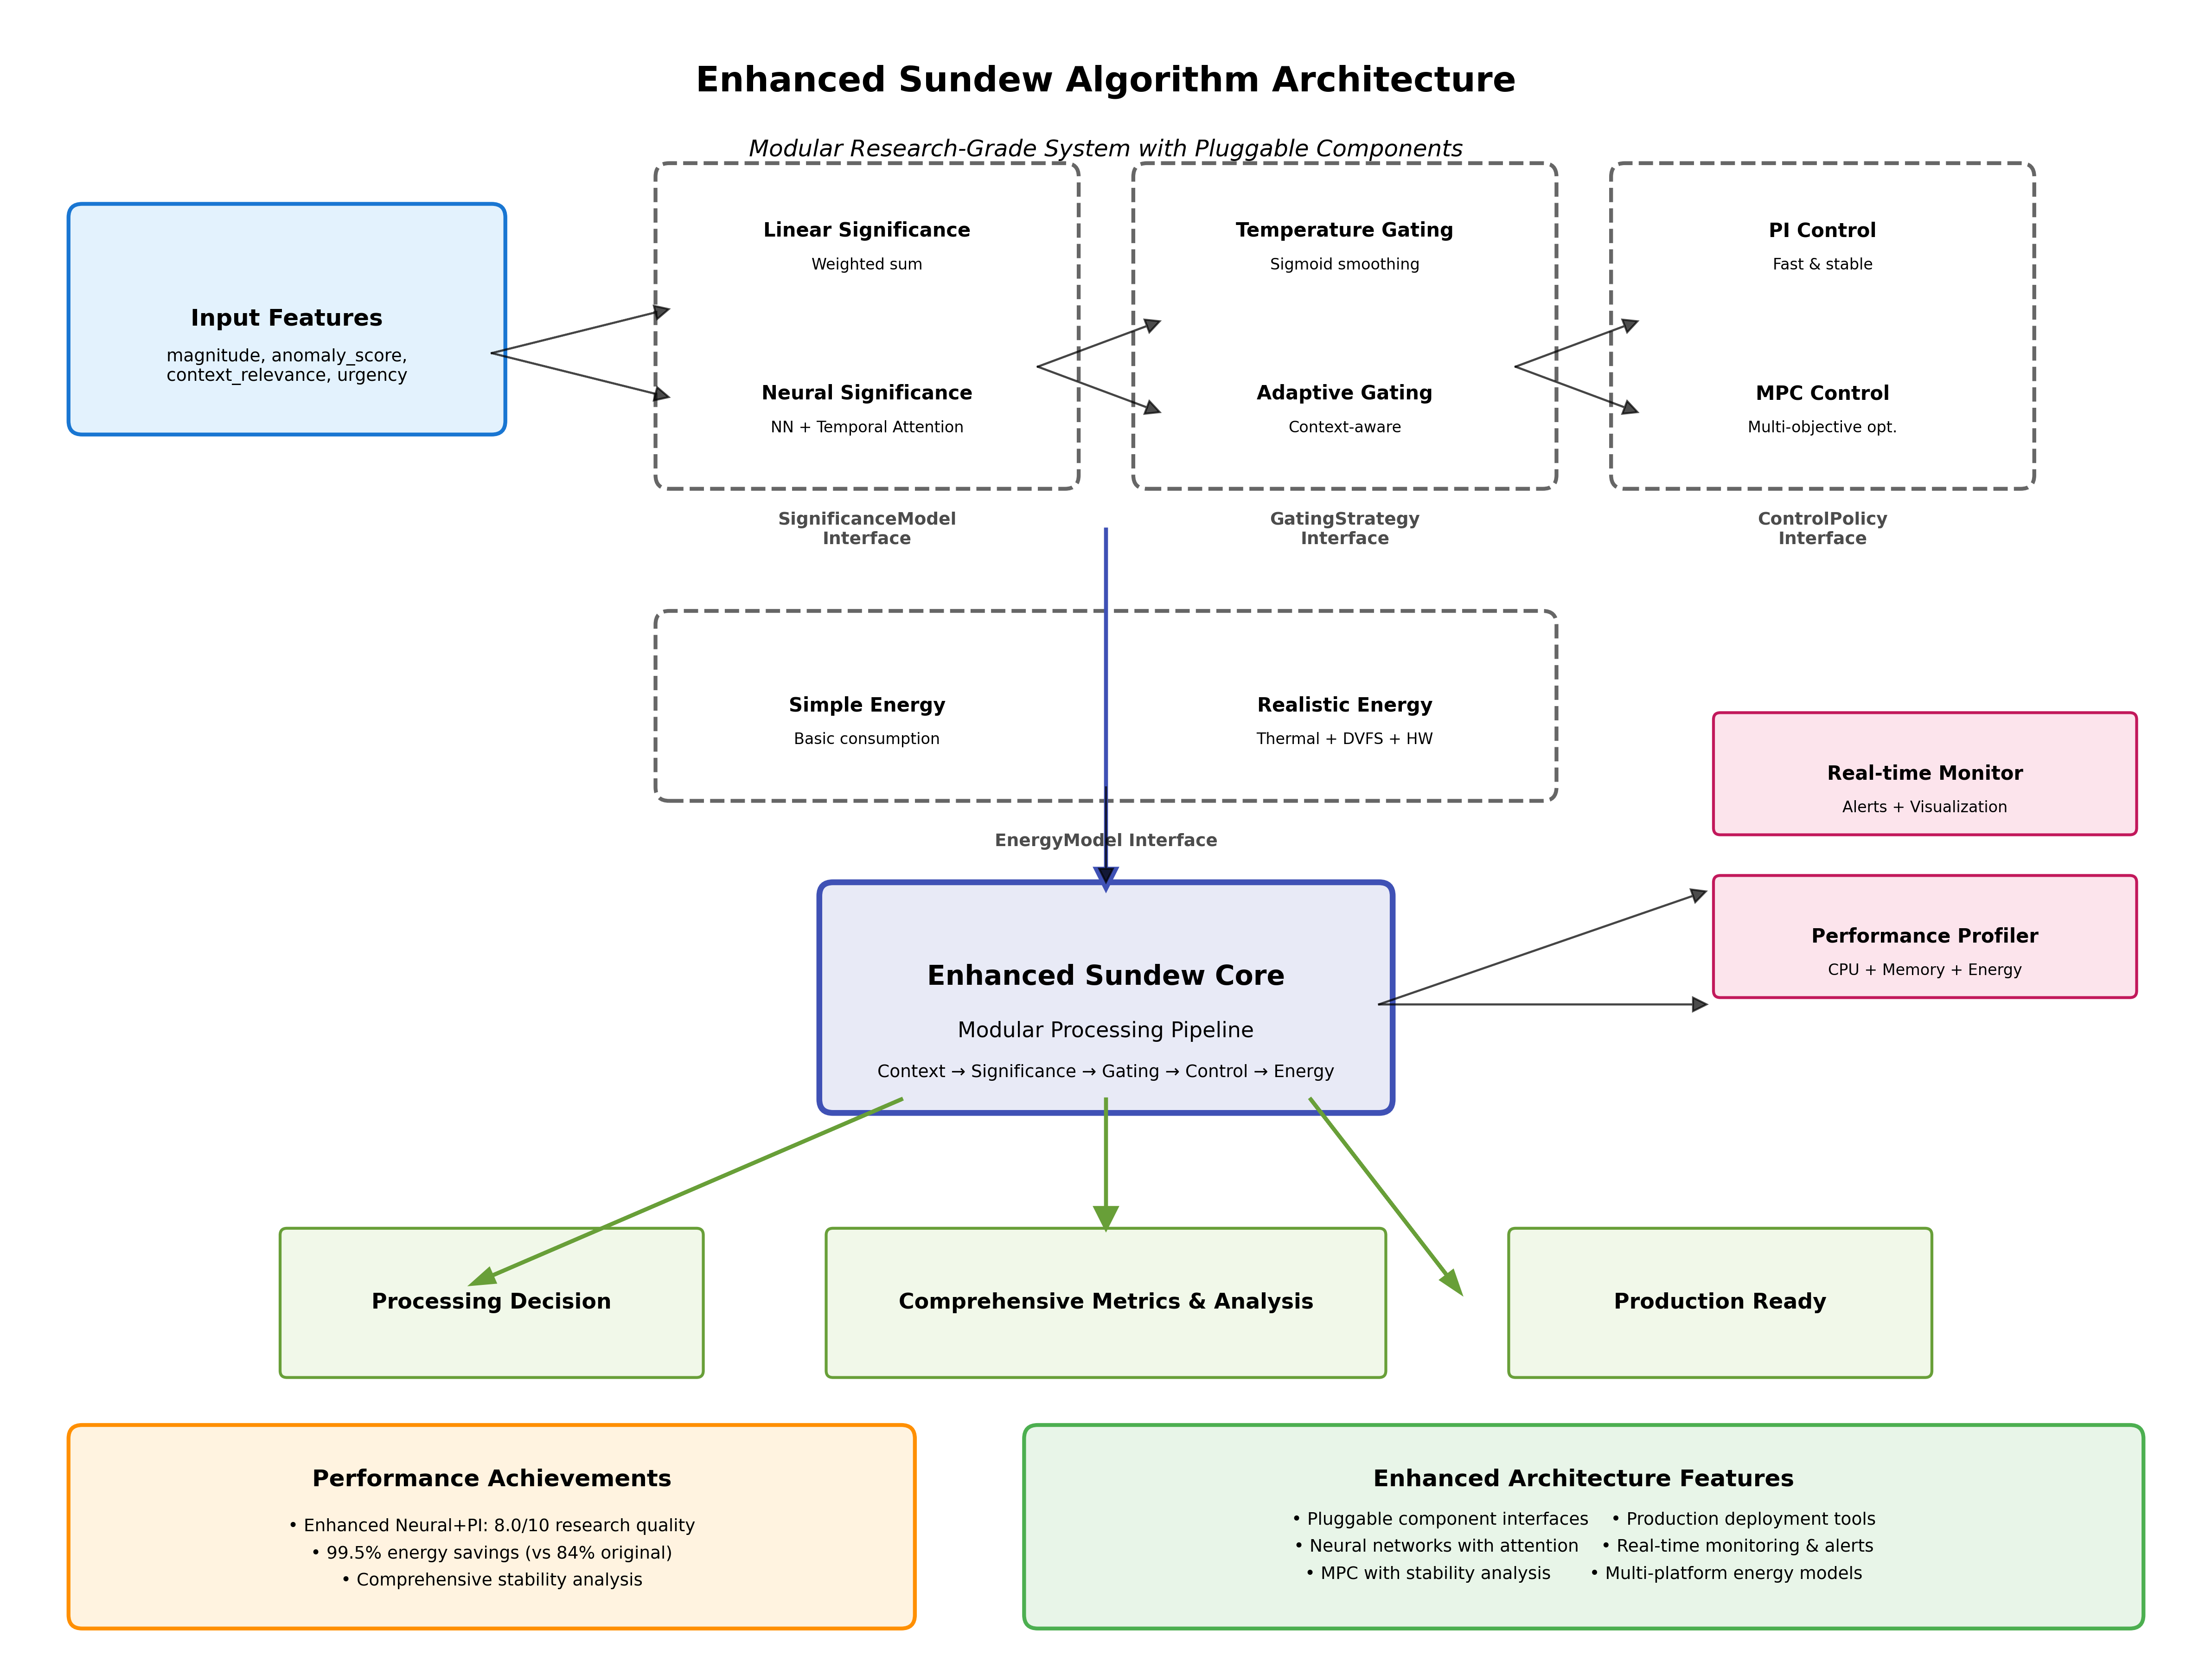 Enhanced Sundew Algorithm Architecture
Modular Research-Grade System with Pluggable Components
Input Features
magnitude, anomaly_score,
context_relevance, urgency
Linear Significance
Weighted sum
Neural Significance
NN + Temporal Attention
SignificanceModel
Interface
Temperature Gating
Sigmoid smoothing
Adaptive Gating
Context-aware
GatingStrategy
Interface
PI Control
Fast & stable
MPC Control
Multi-objective opt.
ControlPolicy
Interface
Simple Energy
Basic consumption
Realistic Energy
Thermal + DVFS + HW
EnergyModel Interface
Real-time Monitor
Alerts + Visualization
Performance Profiler
CPU + Memory + Energy
Enhanced Sundew Core
Modular Processing Pipeline
Context → Significance → Gating → Control → Energy
Processing Decision
Comprehensive Metrics & Analysis
Production Ready
Performance Achievements
• Enhanced Neural+PI: 8.0/10 research quality
• 99.5% energy savings (vs 84% original)
• Comprehensive stability analysis
Enhanced Architecture Features
• Pluggable component interfaces • Production deployment tools
• Neural networks with attention • Real-time monitoring & alerts
• MPC with stability analysis • Multi-platform energy models